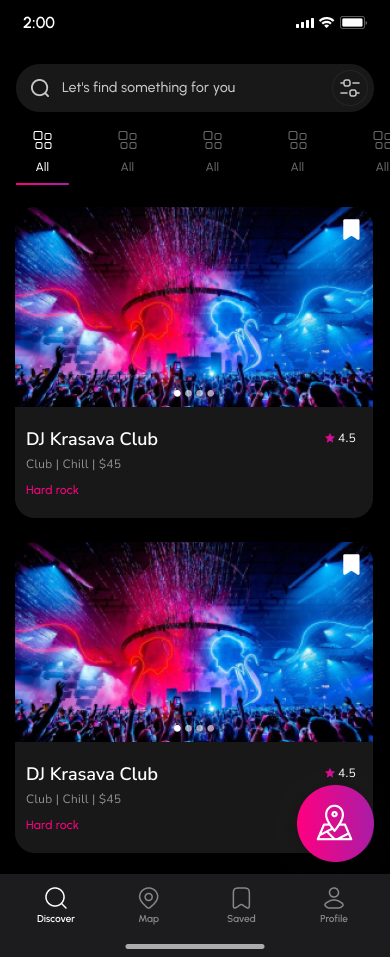 2:00
Let's find something for you
All All All All All
DJ Krasava Club 4.5
Club | Chill | $45
Hard rock
DJ Krasava Club 4.5
Club | Chill | $45
Hard rock
Discover Map Saved Profile